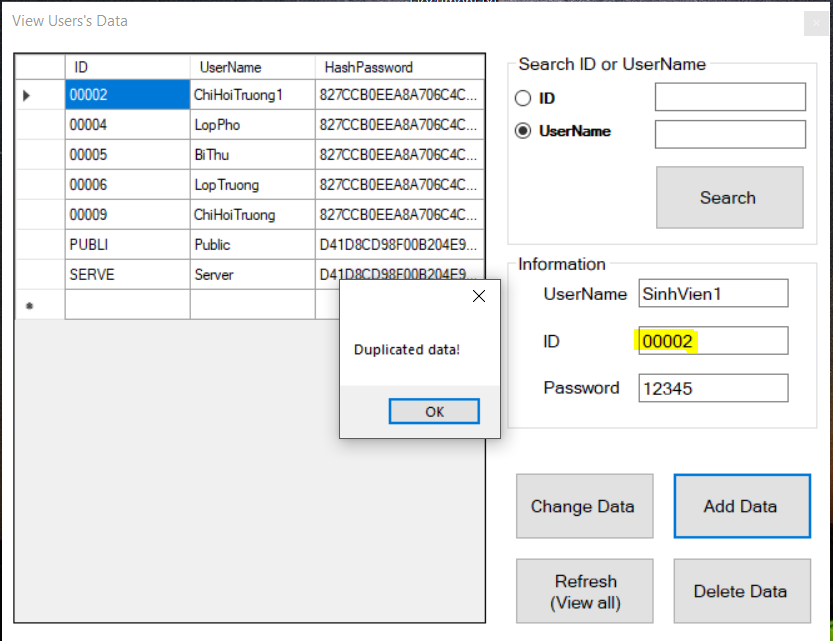 View Users's Data
ID UserName HashPassword
00002 ChiHoiTruong1 827CCB0EEA8A706C4C...
00004 LopPho 827CCB0EEA8A706C4C...
00005 BiThu 827CCB0EEA8A706C4C...
00006 LopTruong 827CCB0EEA8A706C4C...
00009 ChiHoiTruong 827CCB0EEA8A706C4C...
PUBLI Public D41D8CD98F00B204E9...
SERVE Server D41D8CD98F00B204E9...
Duplicated data!
OK
Search ID or UserName
ID
UserName
Search
Information
UserName SinhVien1
ID 00002
Password 12345
Change Data
Add Data
Refresh
(View all)
Delete Data